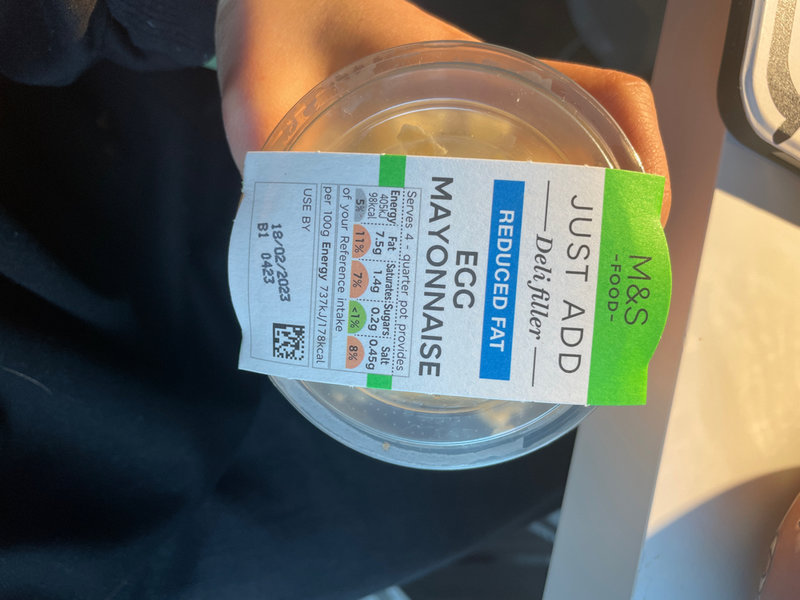 M&S
-FOOD-
JUST ADD
Deli filler
REDUCED FAT
EGG
MAYONNAISE
Serves 4 - quarter pot provides
Energy Fat Saturates Sugars Salt
405kJ 7.5g 1.4g 0.2g 0.45g
98kcal
5% 11% 7% <1% 8%
of your Reference intake
per 100g Energy 737kJ/178kcal
USE BY
18/02/2023
B1 0423